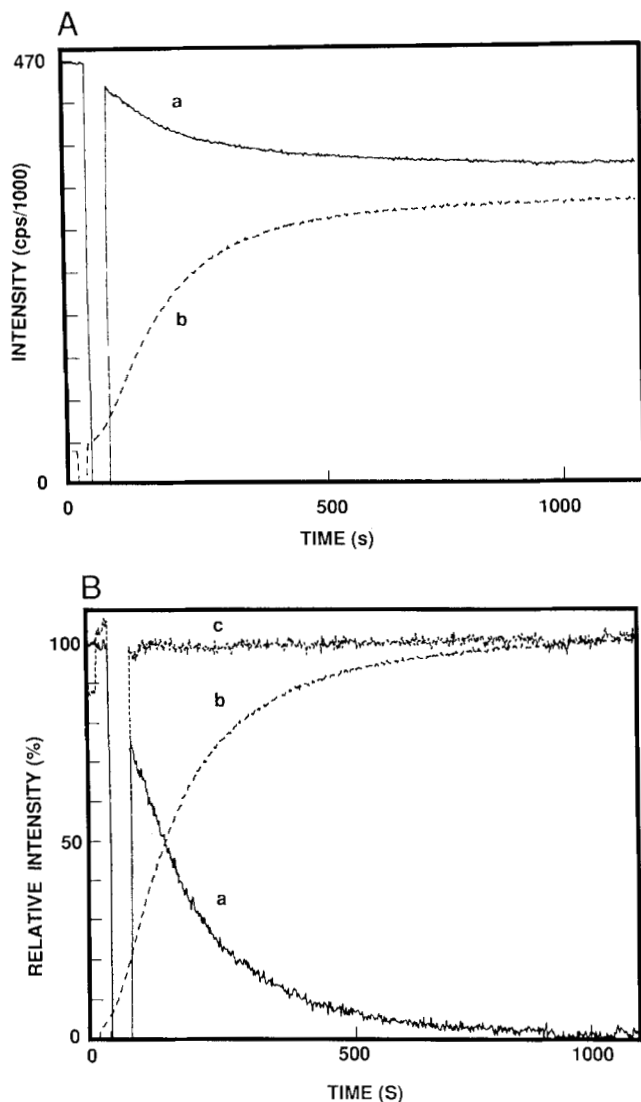 A
470
a
b
INTENSITY (cps/1000)
0
0
500
1000
TIME (s)
B
c
100
b
RELATIVE INTENSITY (%)
50
a
0
0
500
1000
TIME (S)